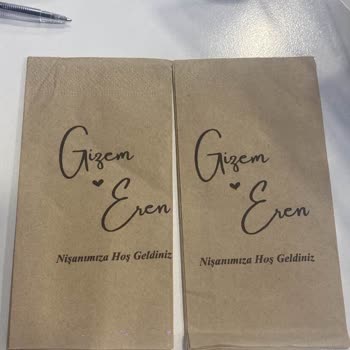 Gizem
Eren
Nişanımıza Hoş Geldiniz
Gizem
Eren
Nişanımıza Hoş Geldiniz